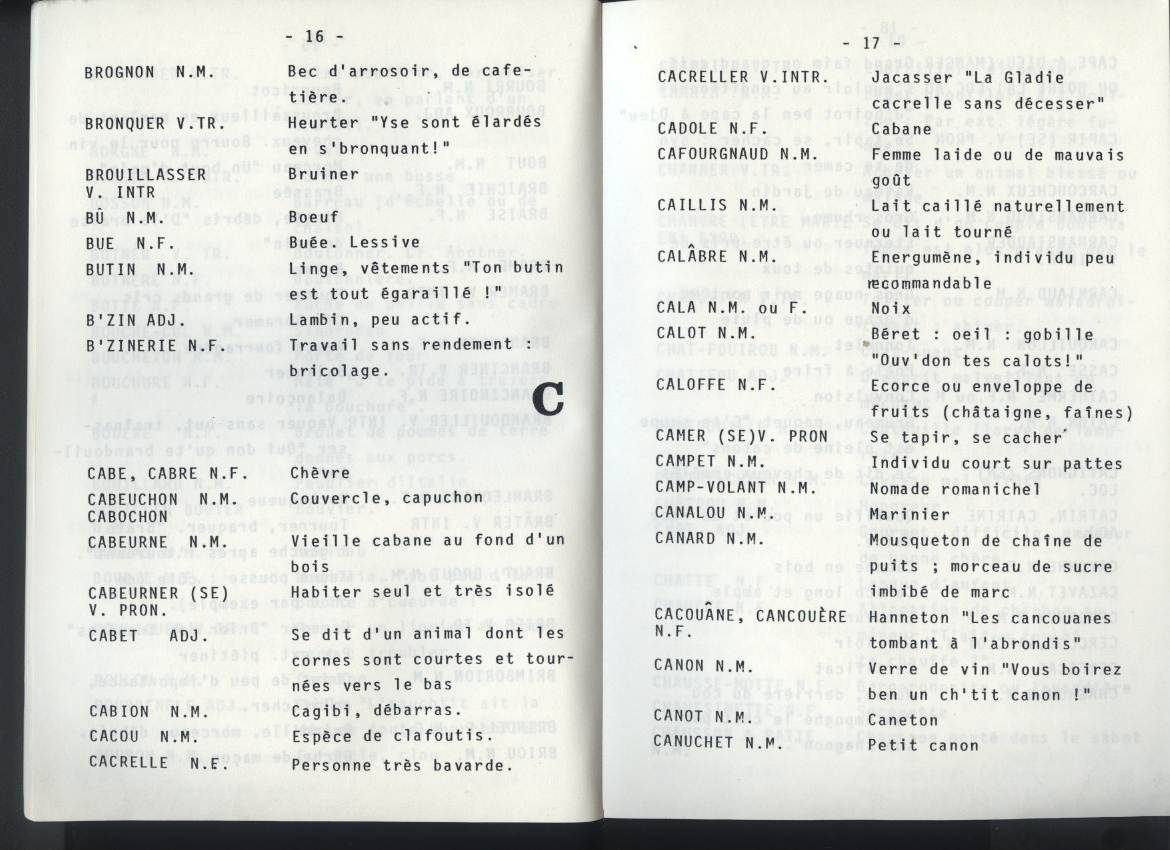 - 16 -
BROGNON N.M. Bec d'arrosoir, de cafe-
tière.
BRONQUER V.TR. Heurter "Yse sont élardés
en s'bronquant!"
BROUILLASSER Bruiner
V. INTR
BÛ N.M. Boeuf
BUE N.F. Buée. Lessive
BUTIN N.M. Linge, vêtements "Ton butin
est tout égaraillé !"
B'ZIN ADJ. Lambin, peu actif.
B'ZINERIE N.F. Travail sans rendement :
bricolage.
C
CABE, CABRE N.F. Chèvre
CABEUCHON N.M. Couvercle, capuchon
CABOCHON
CABEURNE N.M. Vieille cabane au fond d'un
bois
CABEURNER (SE) Habiter seul et très isolé
V. PRON.
CABET ADJ. Se dit d'un animal dont les
cornes sont courtes et tour-
nées vers le bas
CABION N.M. Cagibi, débarras.
CACOU N.M. Espèce de clafoutis.
CACRELLE N.E. Personne très bavarde.
- 17 -
CACRELLER V.INTR. Jacasser "La Gladie
cacrelle sans décesser"
CADOLE N.F. Cabane
CAFOURGNAUD N.M. Femme laide ou de mauvais
goût
CAILLIS N.M. Lait caillé naturellement
ou lait tourné
CALÂBRE N.M. Energumène, individu peu
recommandable
CALA N.M. ou F. Noix
CALOT N.M. Béret : oeil : gobille
"Ouv'don tes calots!"
CALOFFE N.F. Ecorce ou enveloppe de
fruits (châtaigne, faînes)
CAMER (SE)V. PRON Se tapir, se cacher
CAMPET N.M. Individu court sur pattes
CAMP-VOLANT N.M. Nomade romanichel
CANALOU N.M. Marinier
CANARD N.M. Mousqueton de chaîne de
puits ; morceau de sucre
imbibé de marc
CACOUÂNE, CANCOUÈRE Hanneton "Les cancouanes
N.F.
tombant à l'abrondis"
CANON N.M. Verre de vin "Vous boirez
ben un ch'tit canon !"
CANOT N.M. Caneton
CANUCHET N.M. Petit canon